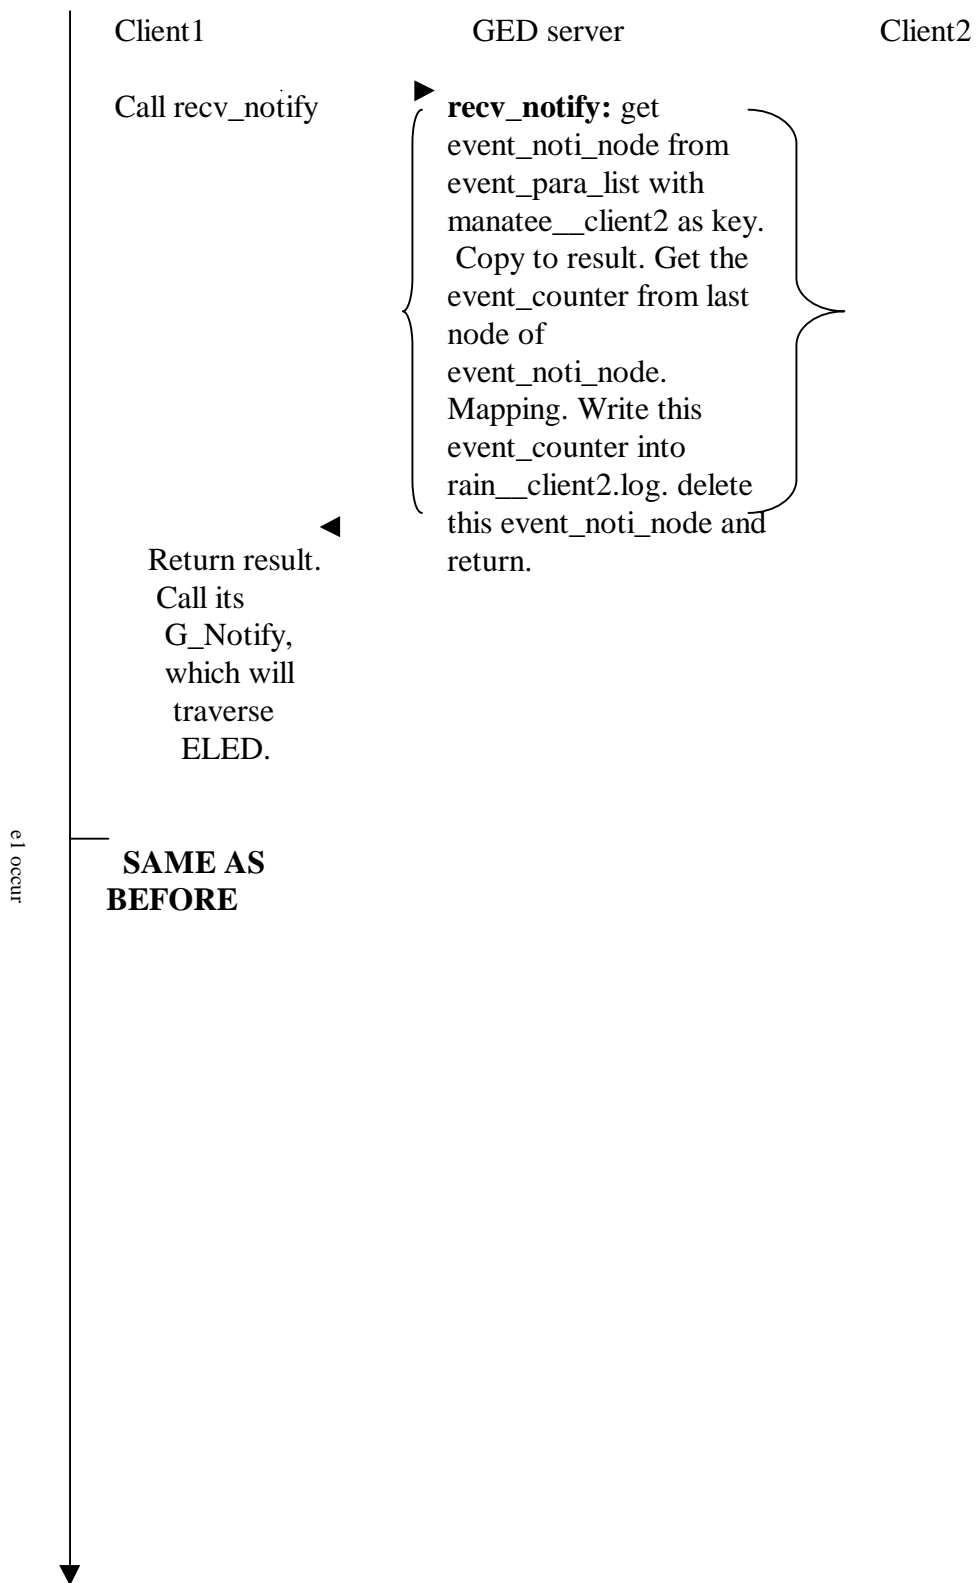 Client1 GED server Client2
Call recv_notify
recv_notify: get
event_noti_node from
event_para_list with
manatee__client2 as key.
Copy to result. Get the
event_counter from last
node of
event_noti_node.
Mapping. Write this
event_counter into
rain__client2.log. delete
this event_noti_node and
return.
Return result.
Call its
G_Notify,
which will
traverse
ELED.
e1 occur
SAME AS
BEFORE